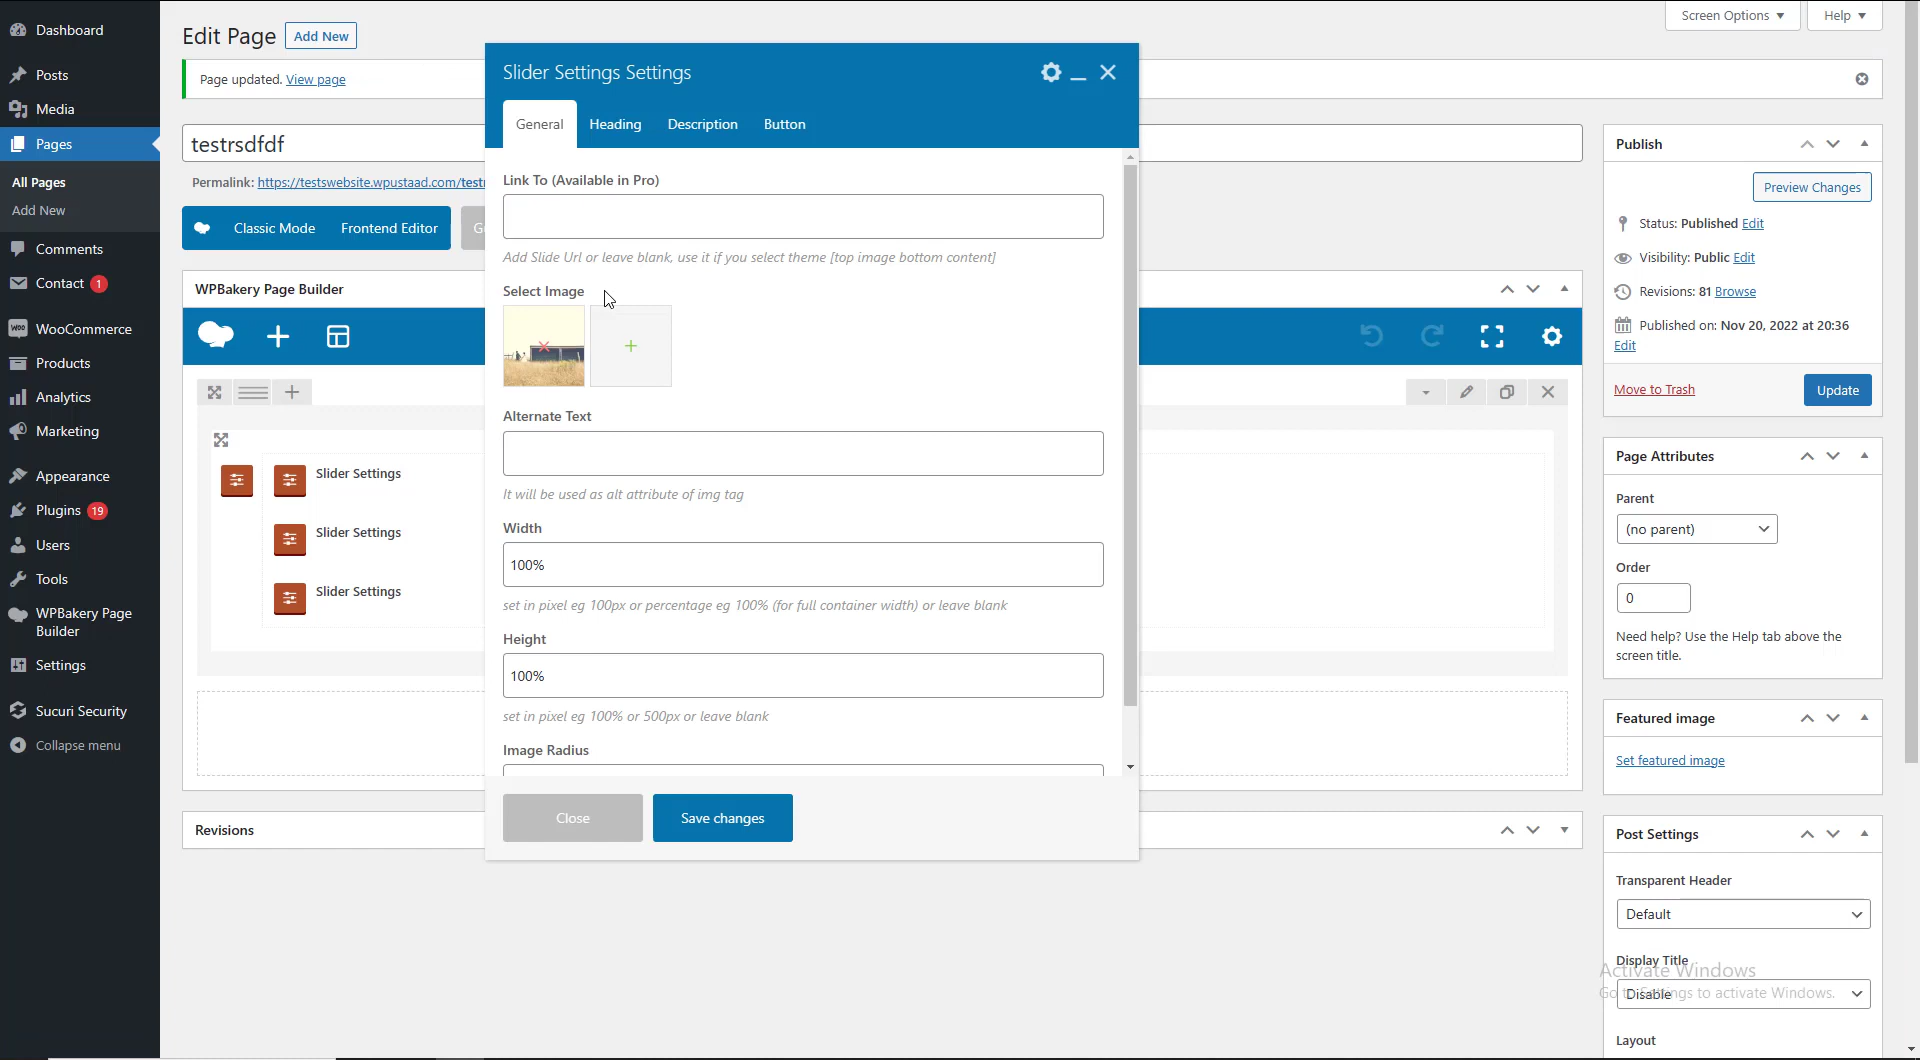 Dashboard
Posts
Media
Pages
All Pages
Add New
Comments
Contact 1
WooCommerce
Products
Analytics
Marketing
Appearance
Plugins 19
Users
Tools
WPBakery Page
Builder
Settings
Sucuri Security
Collapse menu
Screen Options
Help
Edit Page
Add New
Page updated. View page
testrsdfdf
Permalink: https://testswebsite.wpustaad.com/test
Classic Mode
Frontend Editor
WPBakery Page Builder
Slider Settings
Slider Settings
Slider Settings
Revisions
Slider Settings Settings
General
Heading
Description
Button
Link To (Available in Pro)
Add Slide Url or leave blank, use it if you select theme [top image bottom content]
Select Image
Alternate Text
It will be used as alt attribute of img tag
Width
100%
set in pixel eg 100px or percentage eg 100% (for full container width) or leave blank
Height
100%
set in pixel eg 100% or 500px or leave blank
Image Radius
Close
Save changes
Publish
Preview Changes
Status: Published Edit
Visibility: Public Edit
Revisions: 81 Browse
Published on: Nov 20, 2022 at 20:36
Edit
Move to Trash
Update
Page Attributes
Parent
(no parent)
Order
0
Need help? Use the Help tab above the
screen title.
Featured image
Set featured image
Post Settings
Transparent Header
Default
Display Title
Disable
Layout
Activate Windows
Go to Settings to activate Windows.